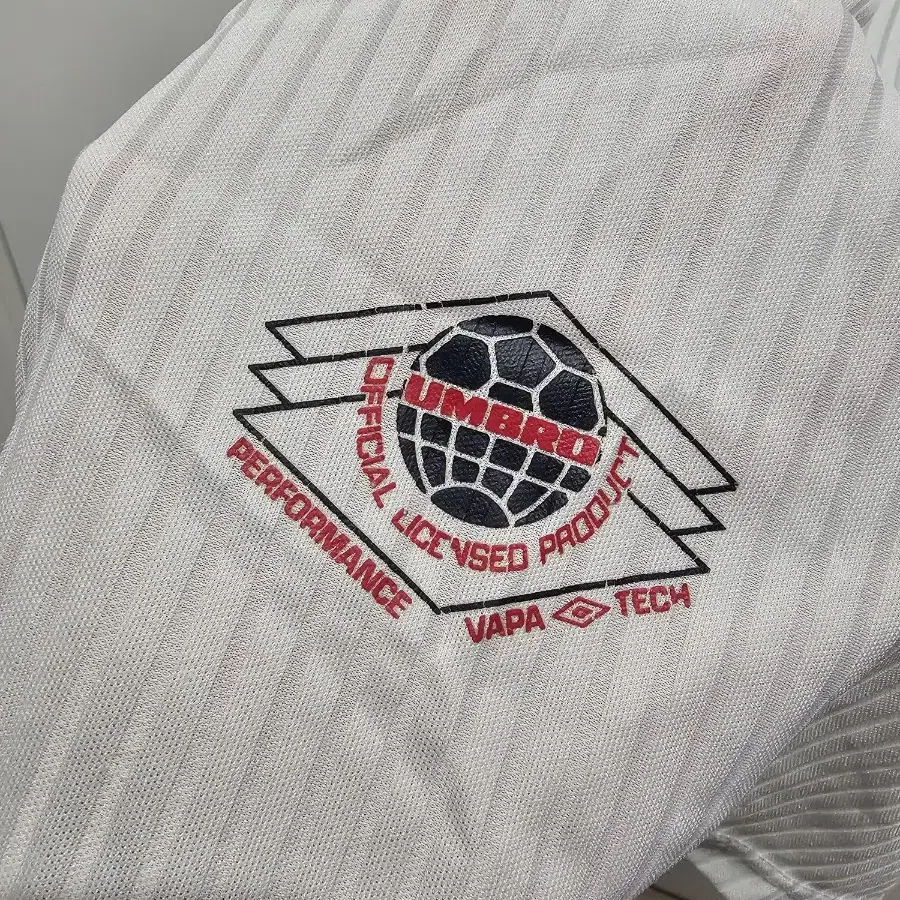 UMBRO
OFFICIAL LICENSED PRODUCT
PERFORMANCE
VAPA TECH